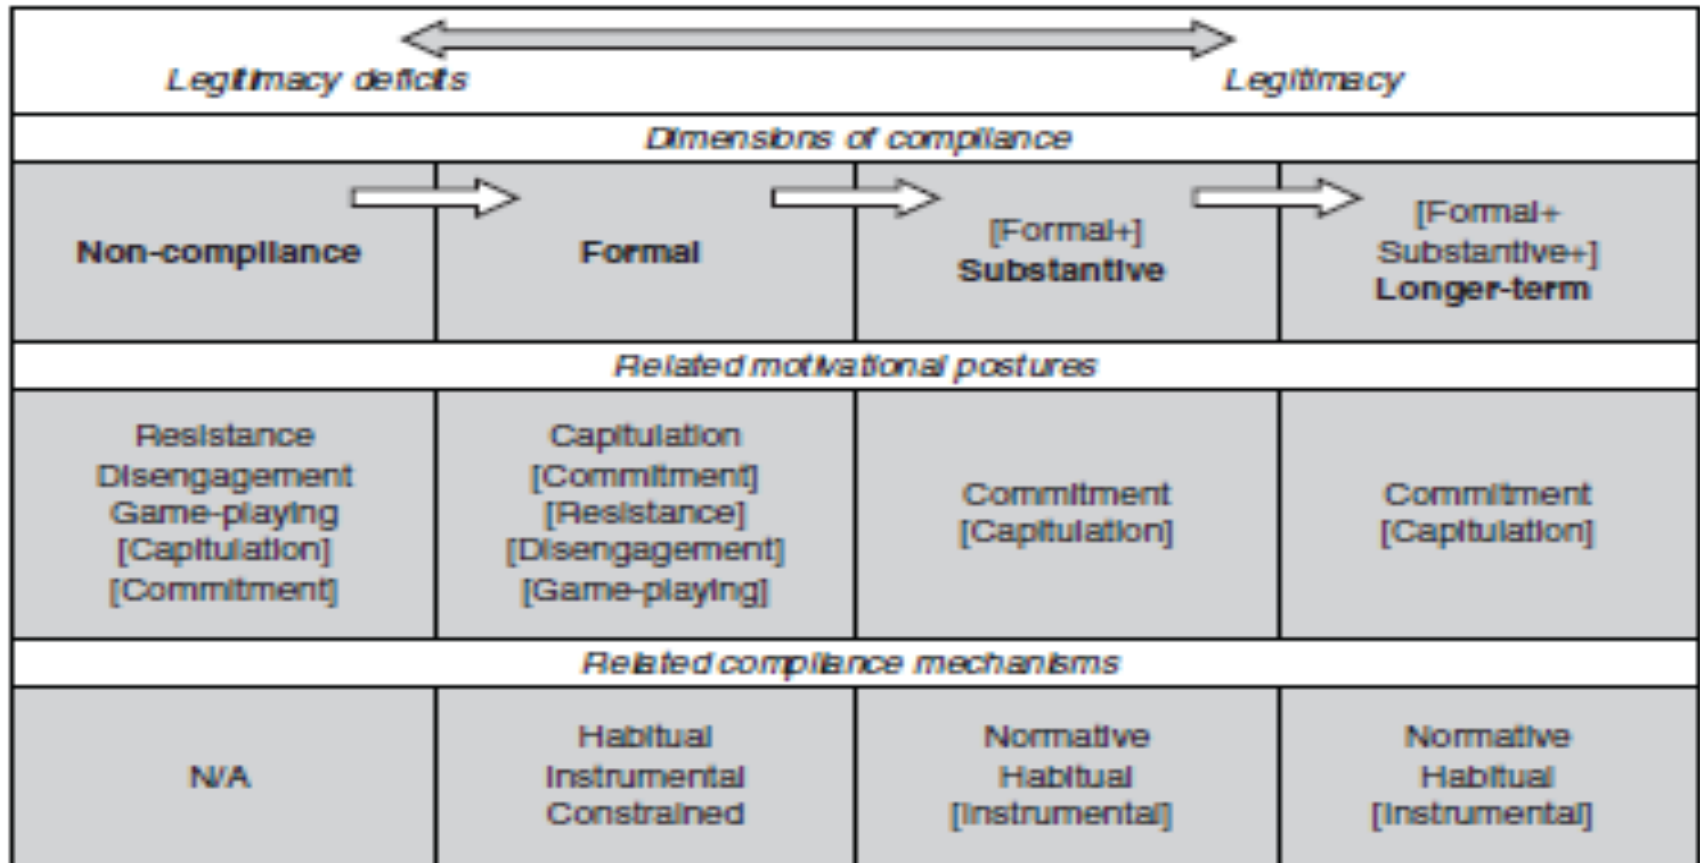 Legitimacy deficits
Legitimacy
Dimensions of compliance
Non-compliance
Formal
[Formal+]
Substantive
[Formal+
Substantive+]
Longer-term
Related motivational postures
Resistance
Disengagement
Game-playing
[Capitulation]
[Commitment]
Capitulation
[Commitment]
[Resistance]
[Disengagement]
[Game-playing]
Commitment
[Capitulation]
Commitment
[Capitulation]
Related compliance mechanisms
N/A
Habitual
Instrumental
Constrained
Normative
Habitual
[Instrumental]
Normative
Habitual
[Instrumental]